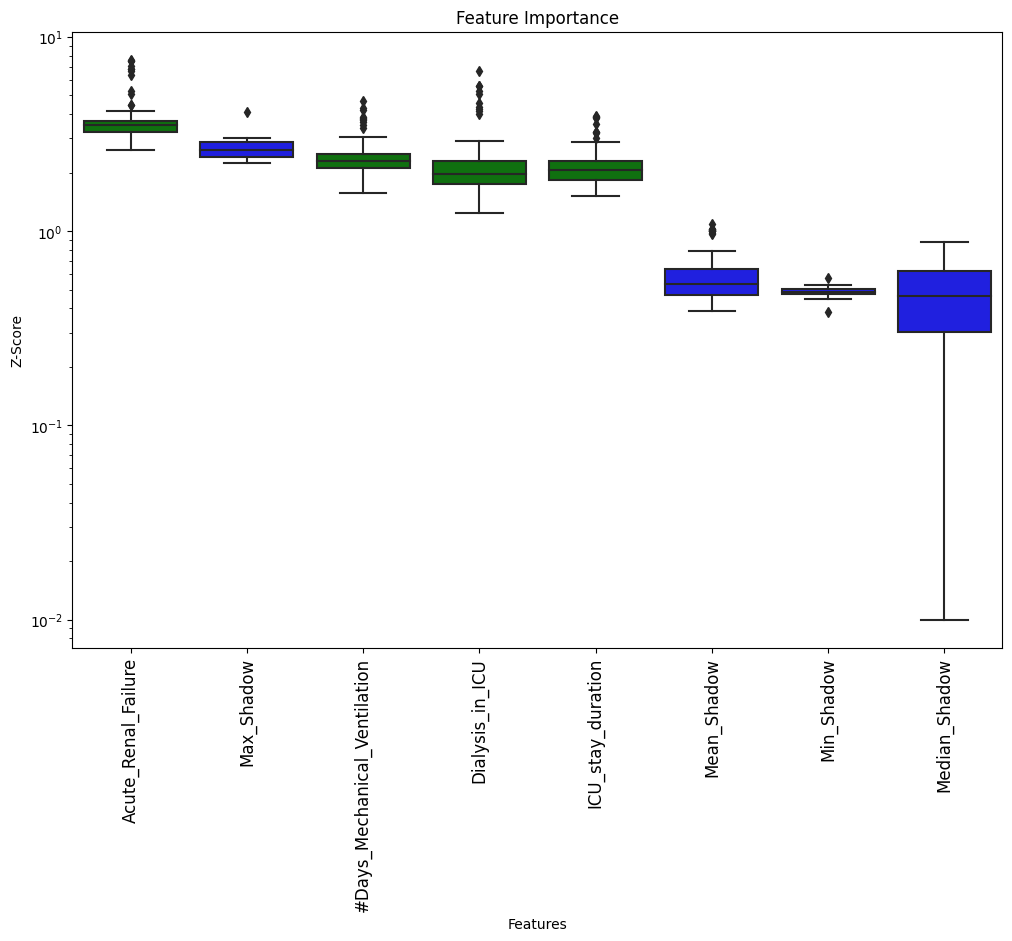 Feature Importance
Z-Score
10¹
10⁰
10⁻¹
10⁻²
Acute_Renal_Failure
Max_Shadow
#Days_Mechanical_Ventilation
Dialysis_in_ICU
ICU_stay_duration
Mean_Shadow
Min_Shadow
Median_Shadow
Features